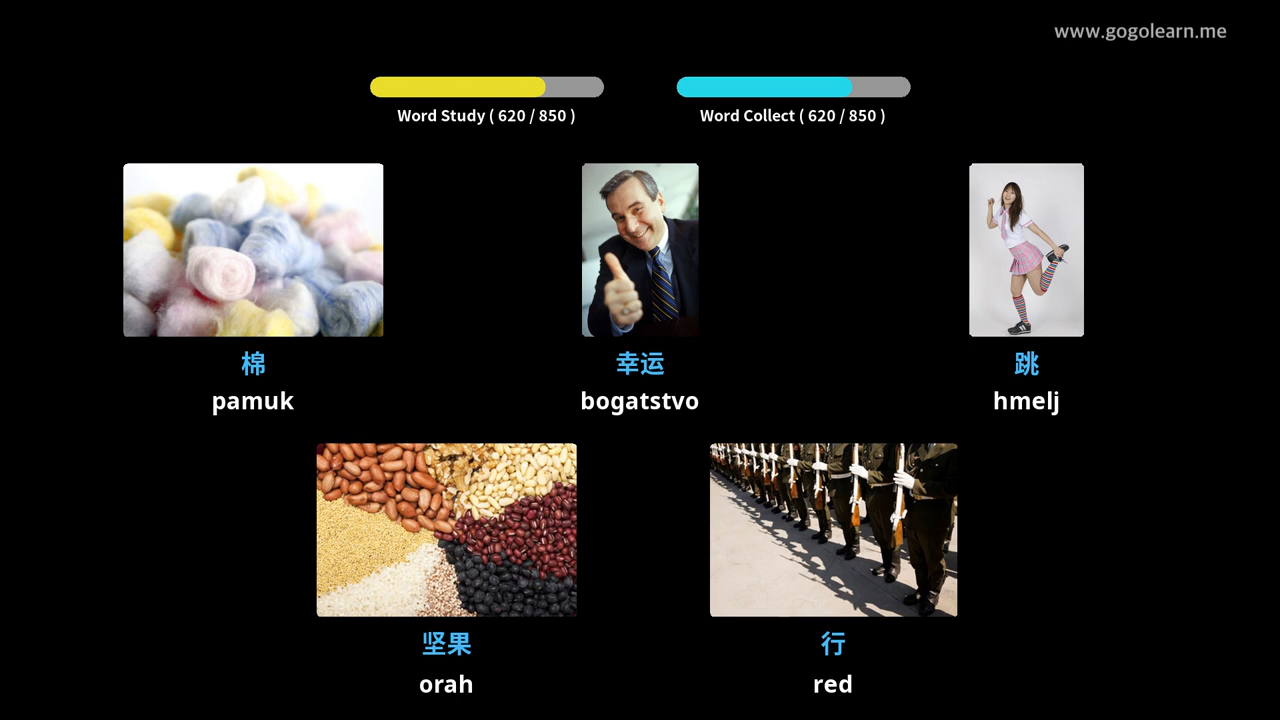 www.gogolearn.me
Word Study ( 620 / 850 )
Word Collect ( 620 / 850 )
棉
pamuk
幸运
bogatstvo
跳
hmelj
坚果
orah
行
red